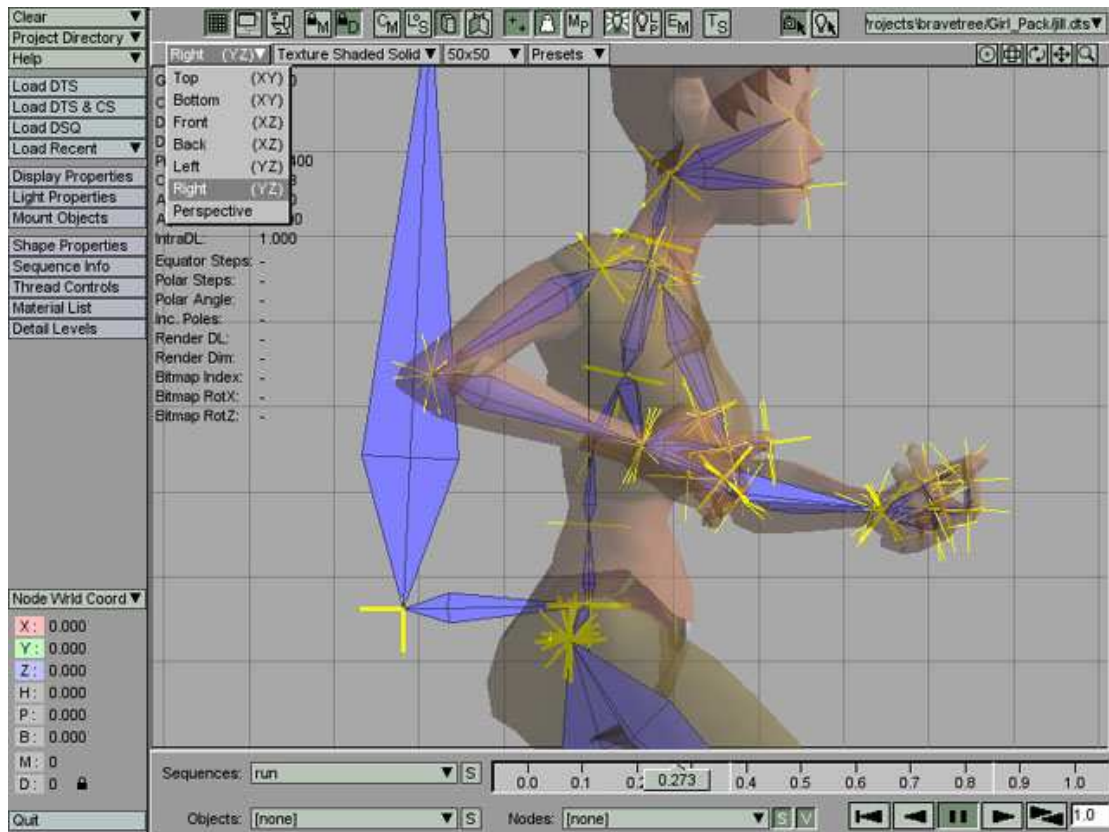 Clear
Project Directory
Help
Load DTS
Load DTS & CS
Load DSQ
Load Recent
Display Properties
Light Properties
Mount Objects
Shape Properties
Sequence Info
Thread Controls
Material List
Detail Levels
M
D
CM
LOS
MP
EM
TS
rojects\bravetree/Girl_Pack/jill.dts
Right (YZ) Texture Shaded Solid 50x50 Presets
Top (XY)
Bottom (XY)
Front (XZ)
Back (XZ)
Left (YZ)
Right (YZ)
Perspective
IntraDL: 1.000
Equator Steps: -
Polar Steps: -
Polar Angle: -
Inc. Poles: -
Render DL: -
Render Dim: -
Bitmap Index: -
Bitmap RotX: -
Bitmap RotZ: -
Node Wrld Coord
X: 0.000
Y: 0.000
Z: 0.000
H: 0.000
P: 0.000
B: 0.000
M: 0
D: 0
Quit
Sequences: run S
0.0 0.1 0.273 0.4 0.5 0.6 0.7 0.8 0.9 1.0
Objects: [none] S Nodes: [none] S V 1.0